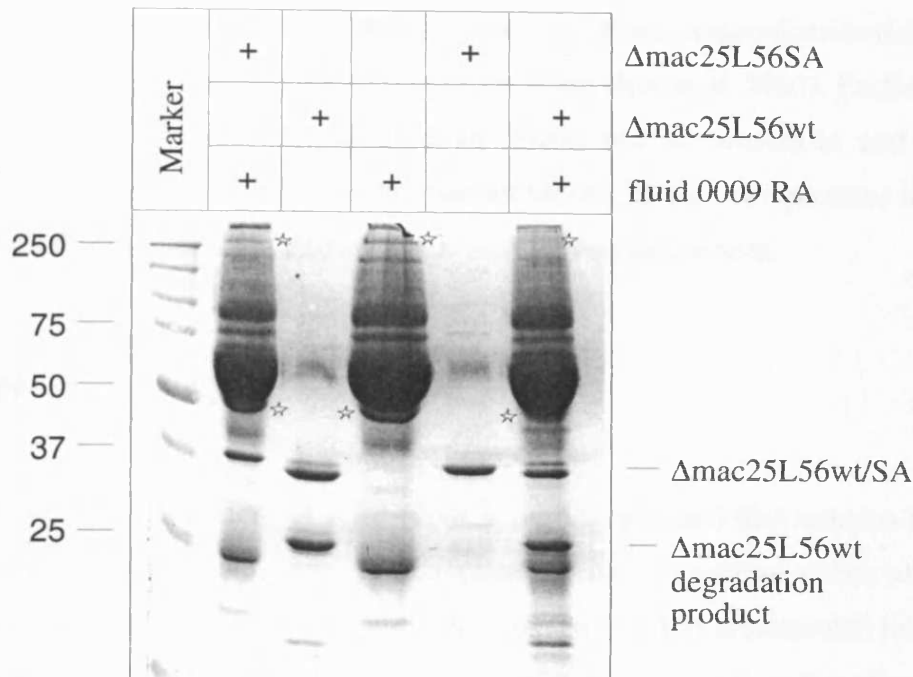 Marker
+ + Δmac25L56SA
+ + Δmac25L56wt
+ + + fluid 0009 RA
250
75
50
37
25
Δmac25L56wt/SA
Δmac25L56wt
degradation
product